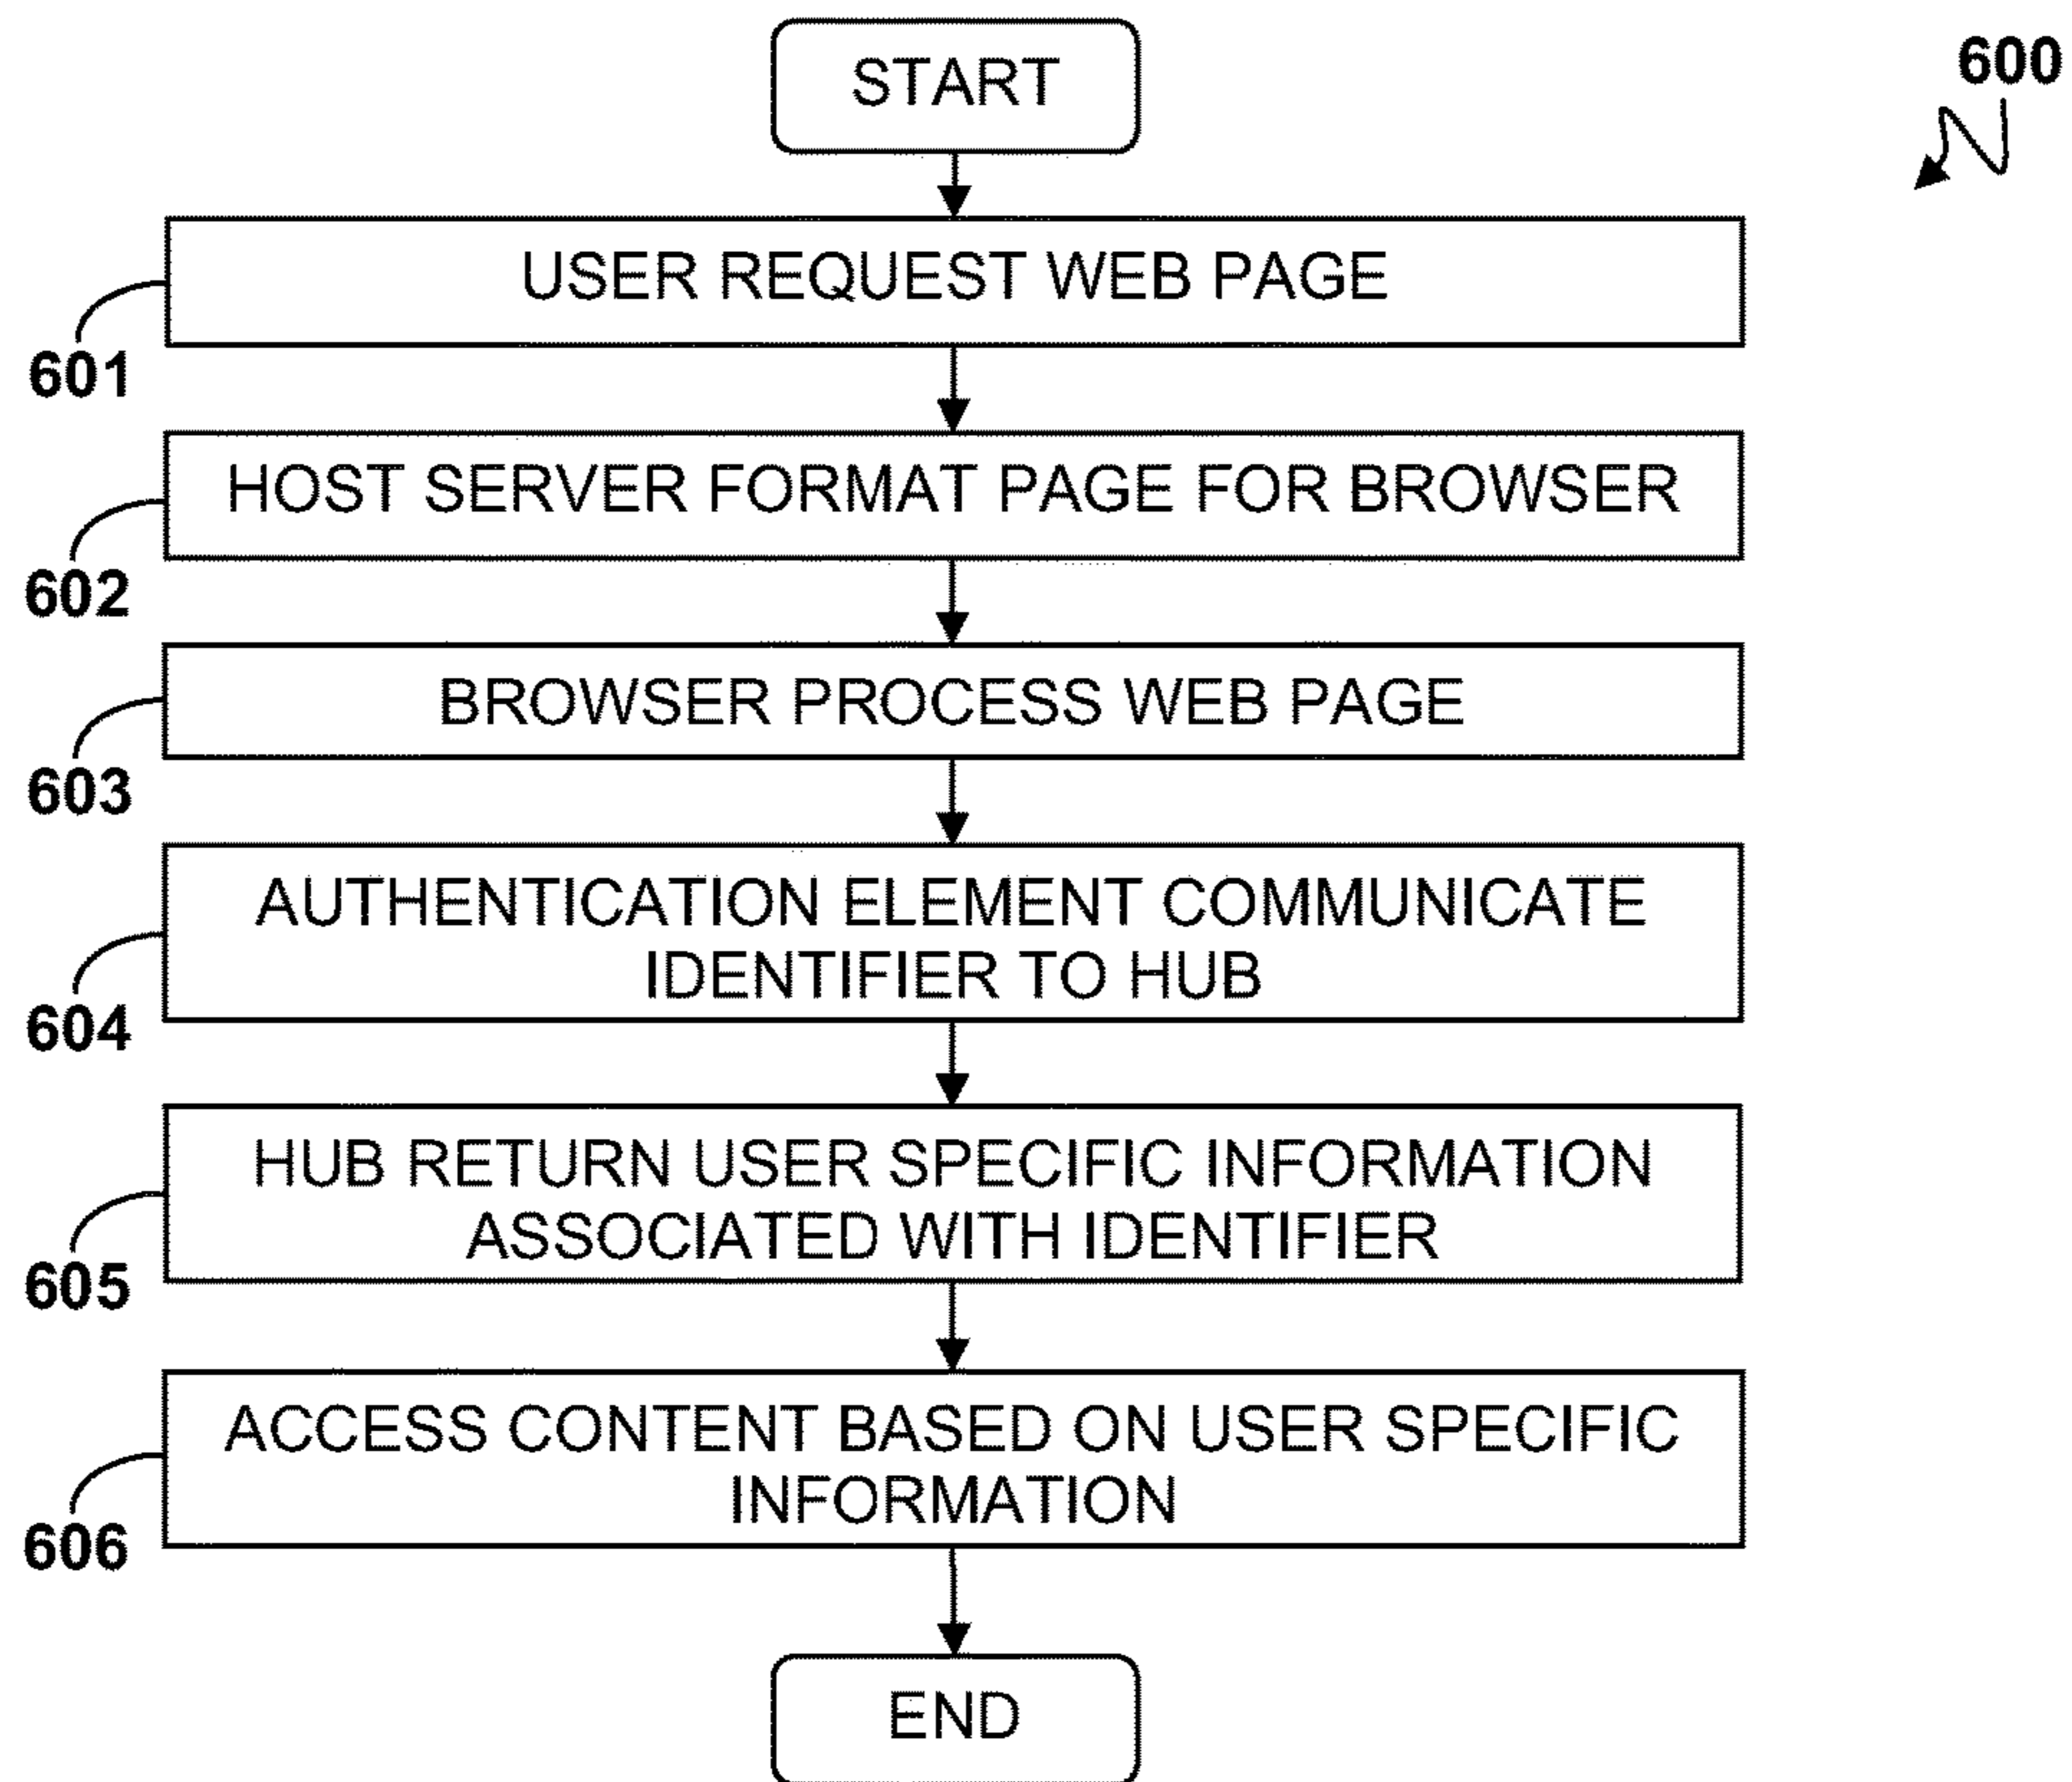 START
600
USER REQUEST WEB PAGE
601
HOST SERVER FORMAT PAGE FOR BROWSER
602
BROWSER PROCESS WEB PAGE
603
AUTHENTICATION ELEMENT COMMUNICATE
IDENTIFIER TO HUB
604
HUB RETURN USER SPECIFIC INFORMATION
ASSOCIATED WITH IDENTIFIER
605
ACCESS CONTENT BASED ON USER SPECIFIC
INFORMATION
606
END